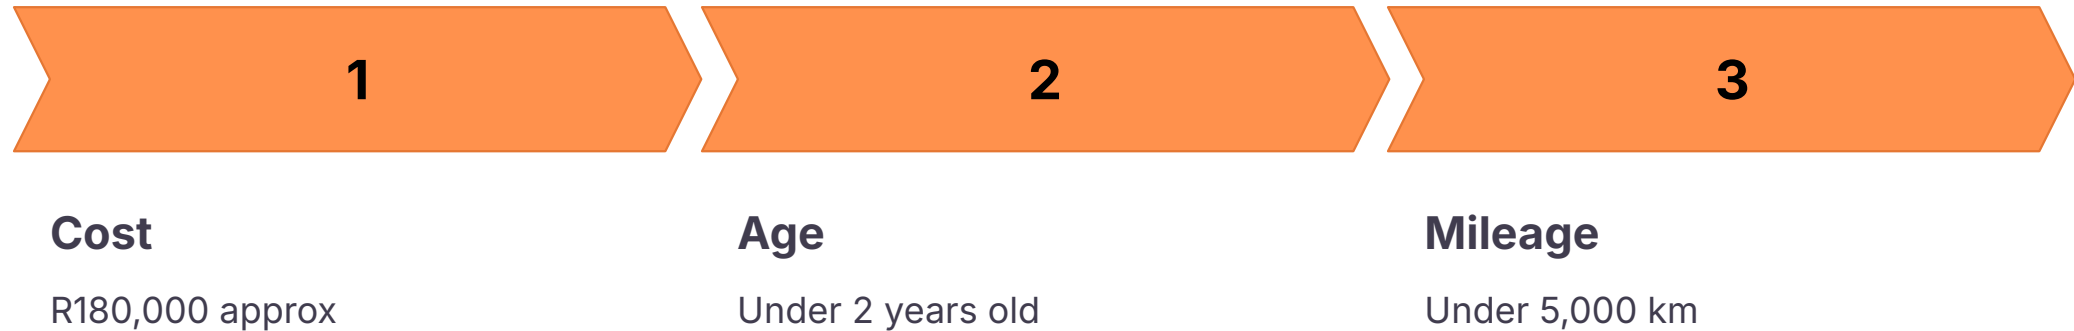 1
2
3
Cost
R180,000 approx
Age
Under 2 years old
Mileage
Under 5,000 km